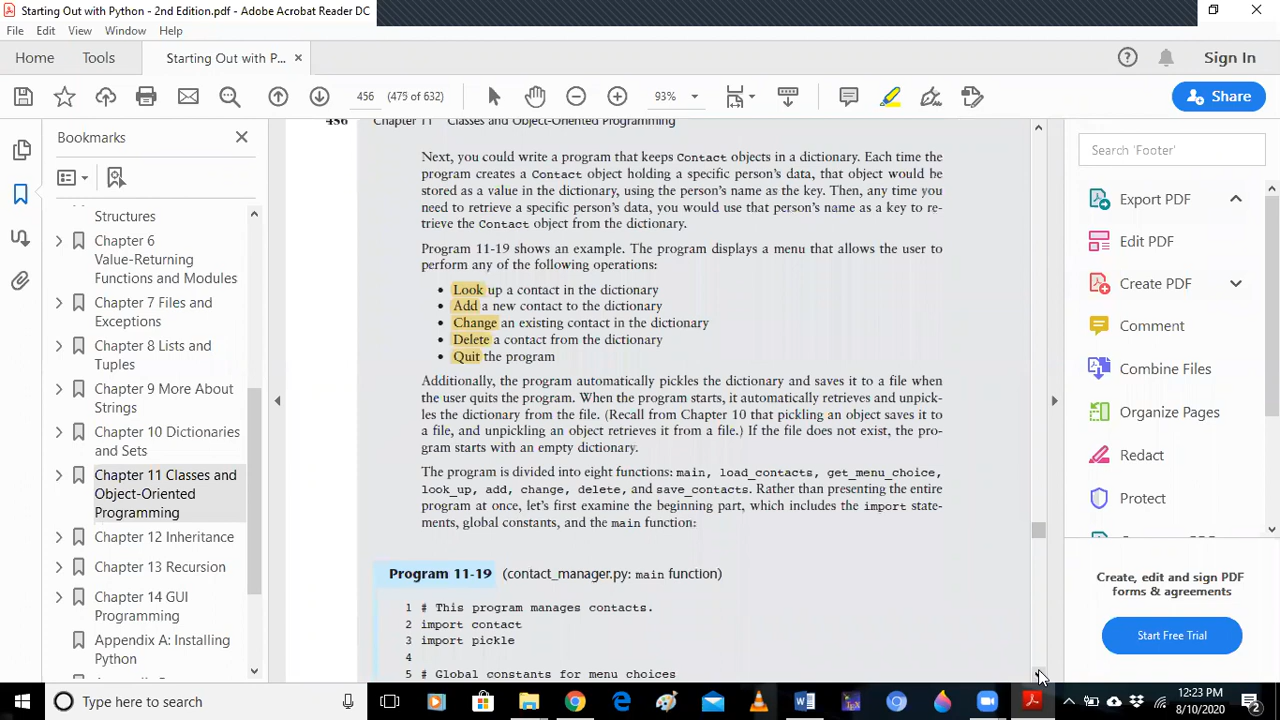 Starting Out with Python - 2nd Edition.pdf - Adobe Acrobat Reader DC
File Edit View Window Help
Home Tools Starting Out with P... × Sign In
456 (475 of 632) 93% Share
Bookmarks
Structures
Chapter 6
Value-Returning
Functions and Modules
Chapter 7 Files and
Exceptions
Chapter 8 Lists and
Tuples
Chapter 9 More About
Strings
Chapter 10 Dictionaries
and Sets
Chapter 11 Classes and
Object-Oriented
Programming
Chapter 12 Inheritance
Chapter 13 Recursion
Chapter 14 GUI
Programming
Appendix A: Installing
Python
456 Chapter 11 Classes and Object-Oriented Programming
Next, you could write a program that keeps Contact objects in a dictionary. Each time the
program creates a Contact object holding a specific person's data, that object would be
stored as a value in the dictionary, using the person's name as the key. Then, any time you
need to retrieve a specific person's data, you would use that person's name as a key to re-
trieve the Contact object from the dictionary.
Program 11-19 shows an example. The program displays a menu that allows the user to
perform any of the following operations:
• Look up a contact in the dictionary
• Add a new contact to the dictionary
• Change an existing contact in the dictionary
• Delete a contact from the dictionary
• Quit the program
Additionally, the program automatically pickles the dictionary and saves it to a file when
the user quits the program. When the program starts, it automatically retrieves and unpick-
les the dictionary from the file. (Recall from Chapter 10 that pickling an object saves it to
a file, and unpickling an object retrieves it from a file.) If the file does not exist, the pro-
gram starts with an empty dictionary.
The program is divided into eight functions: main, load_contacts, get_menu_choice,
look_up, add, change, delete, and save_contacts. Rather than presenting the entire
program at once, let's first examine the beginning part, which includes the import state-
ments, global constants, and the main function:
Program 11-19 (contact_manager.py: main function)
1 # This program manages contacts.
2 import contact
3 import pickle
4
5 # Global constants for menu choices
Search 'Footer'
Export PDF
Edit PDF
Create PDF
Comment
Combine Files
Organize Pages
Redact
Protect
Create, edit and sign PDF
forms & agreements
Start Free Trial
Type here to search
12:23 PM
8/10/2020
2